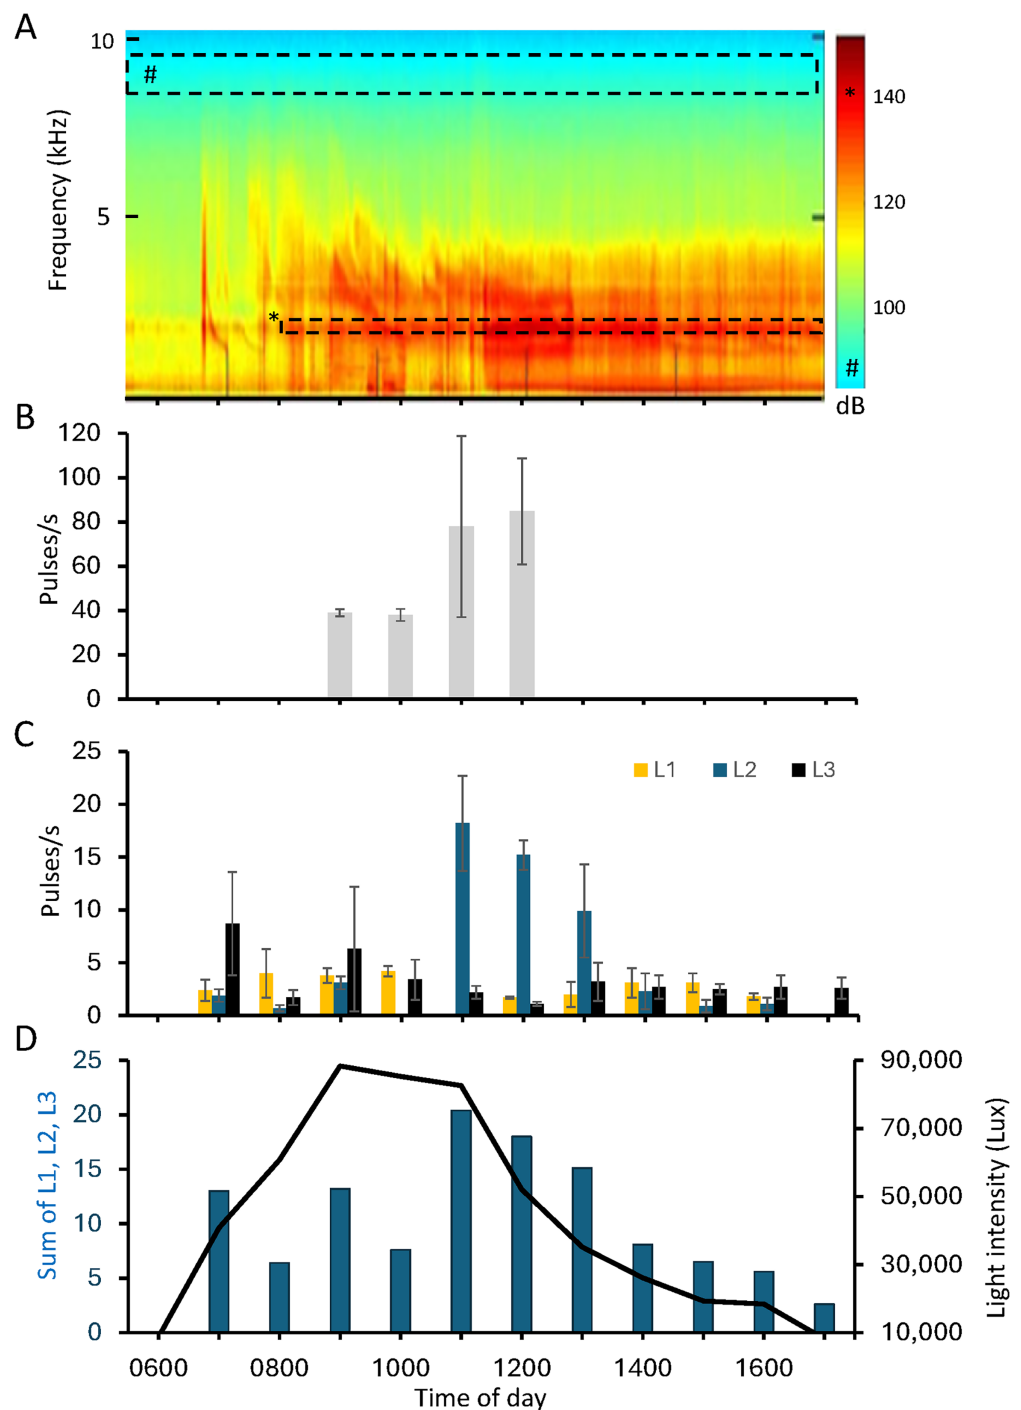 A
10
#
5
*
Frequency (kHz)
*
140
120
100
#
dB
B
120
100
80
60
40
20
0
Pulses/s
C
25
20
15
10
5
0
Pulses/s
L1 L2 L3
D
25
20
15
10
5
0
Sum of L1, L2, L3
90,000
70,000
50,000
30,000
10,000
Light intensity (Lux)
0600 0800 1000 1200 1400 1600
Time of day